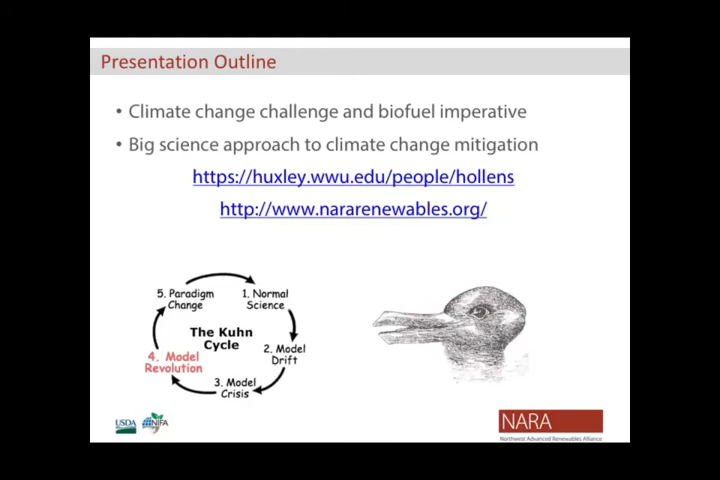 Presentation Outline
• Climate change challenge and biofuel imperative
• Big science approach to climate change mitigation
https://huxley.wwu.edu/people/hollens
http://www.nararenewables.org/
5. Paradigm
Change
1. Normal
Science
The Kuhn
Cycle
2. Model
Drift
4. Model
Revolution
3. Model
Crisis
USDA
NIFA
NARA
Northwest Advanced Renewables Alliance